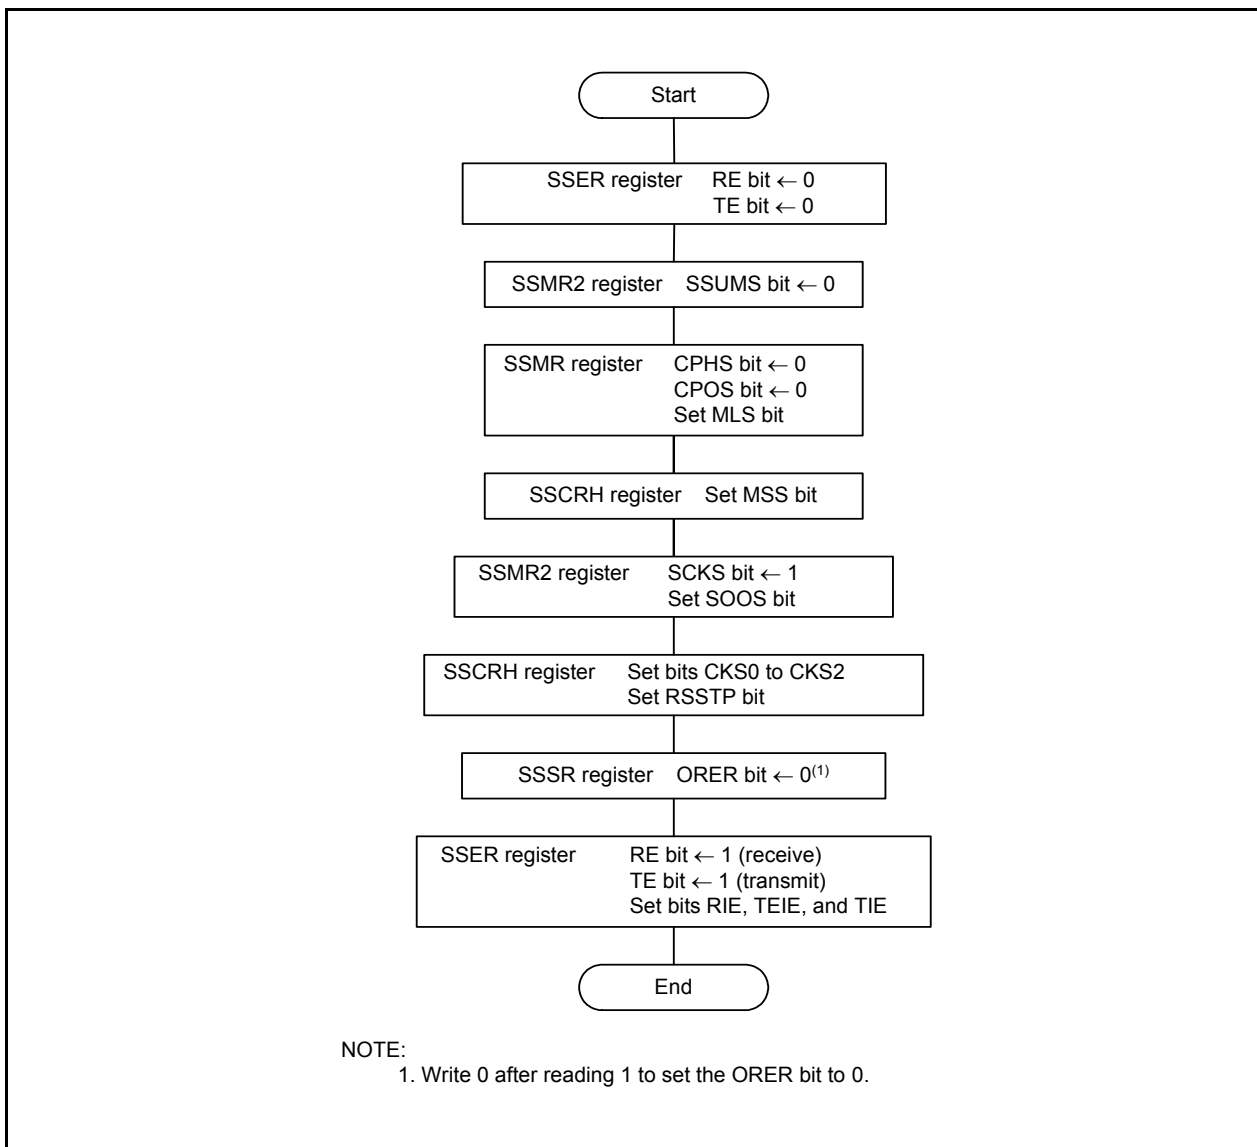 Start
SSER register RE bit ← 0
TE bit ← 0
SSMR2 register SSUMS bit ← 0
SSMR register CPHS bit ← 0
CPOS bit ← 0
Set MLS bit
SSCRH register Set MSS bit
SSMR2 register SCKS bit ← 1
Set SOOS bit
SSCRH register Set bits CKS0 to CKS2
Set RSSTP bit
SSSR register ORER bit ← 0(1)
SSER register RE bit ← 1 (receive)
TE bit ← 1 (transmit)
Set bits RIE, TEIE, and TIE
End
NOTE:
1. Write 0 after reading 1 to set the ORER bit to 0.